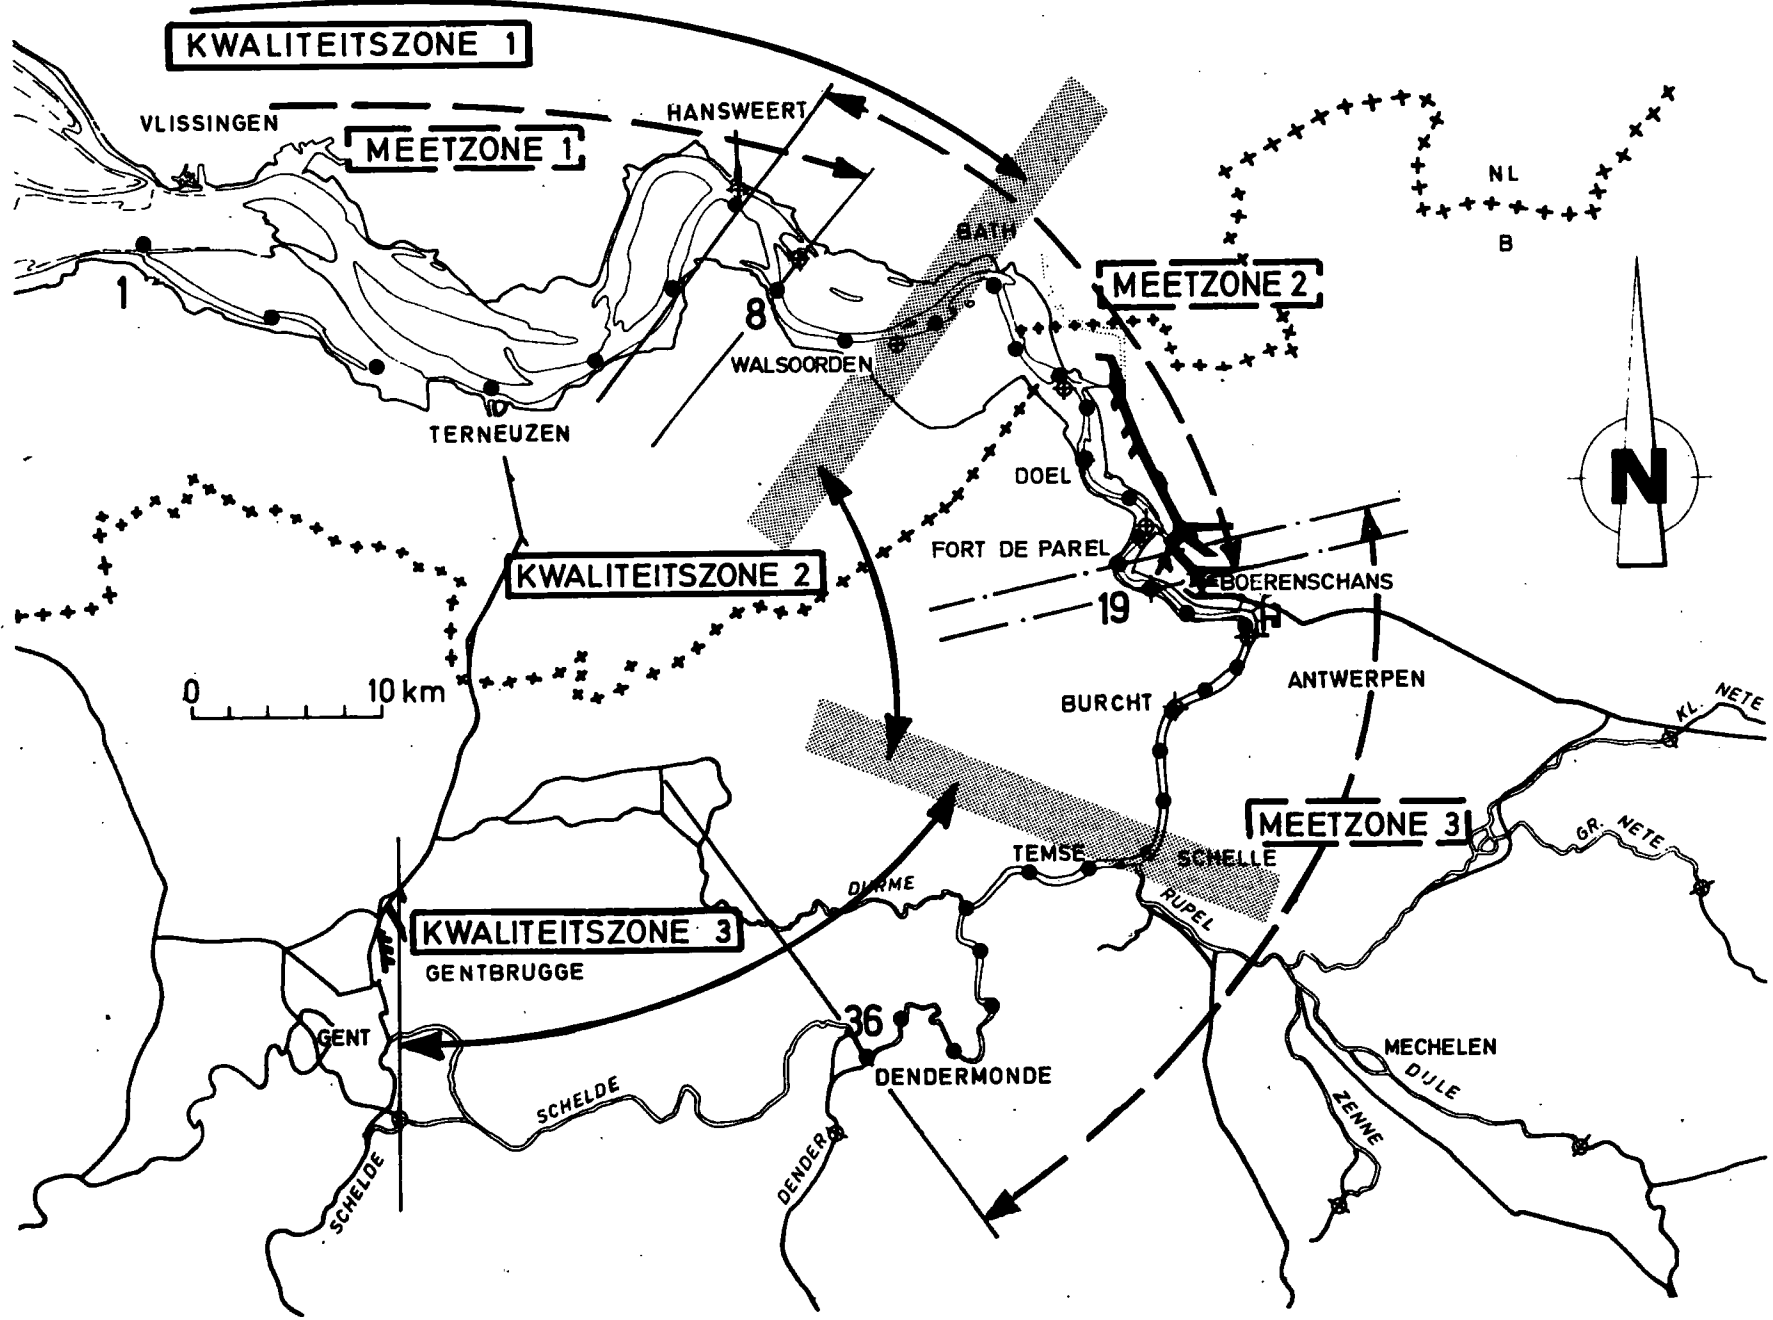 KWALITEITSZONE 1
VLISSINGEN
HANSWEERT
MEETZONE 1
NL
B
BATH
MEETZONE 2
1
8
WALSOORDEN
TERNEUZEN
DOEL
N
FORT DE PAREL
KWALITEITSZONE 2
BOERENSCHANS
19
0 10 km
ANTWERPEN
BURCHT
KL. NETE
MEETZONE 3
GR. NETE
TEMSE
SCHELLE
DURME
RUPEL
KWALITEITSZONE 3
GENTBRUGGE
36
GENT
MECHELEN
DENDERMONDE
DIJLE
SCHELDE
ZENNE
DENDER
SCHELDE